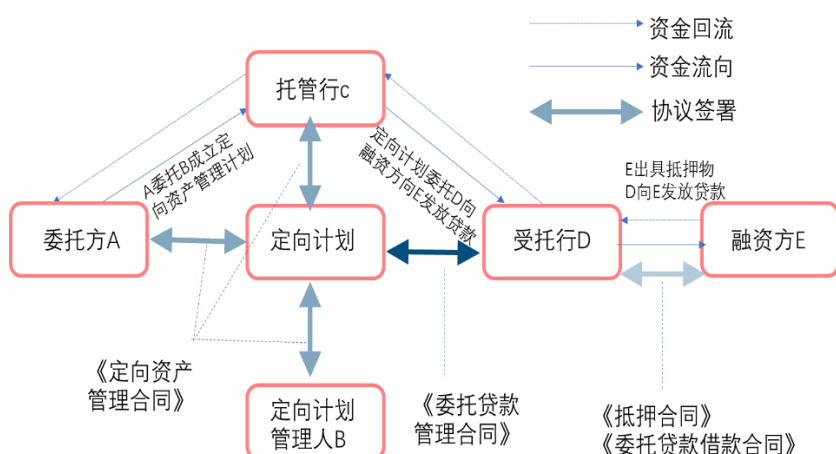 资金回流
资金流向
协议签署
托管行c
A委托B成立定
向资产管理计划
定向计划委托D向
融资方向E发放贷款
E出具抵押物
D向E发放贷款
委托方A
定向计划
受托行D
融资方E
《定向资产
管理合同》
定向计划
管理人B
《委托贷款
管理合同》
《抵押合同》
《委托贷款借款合同》